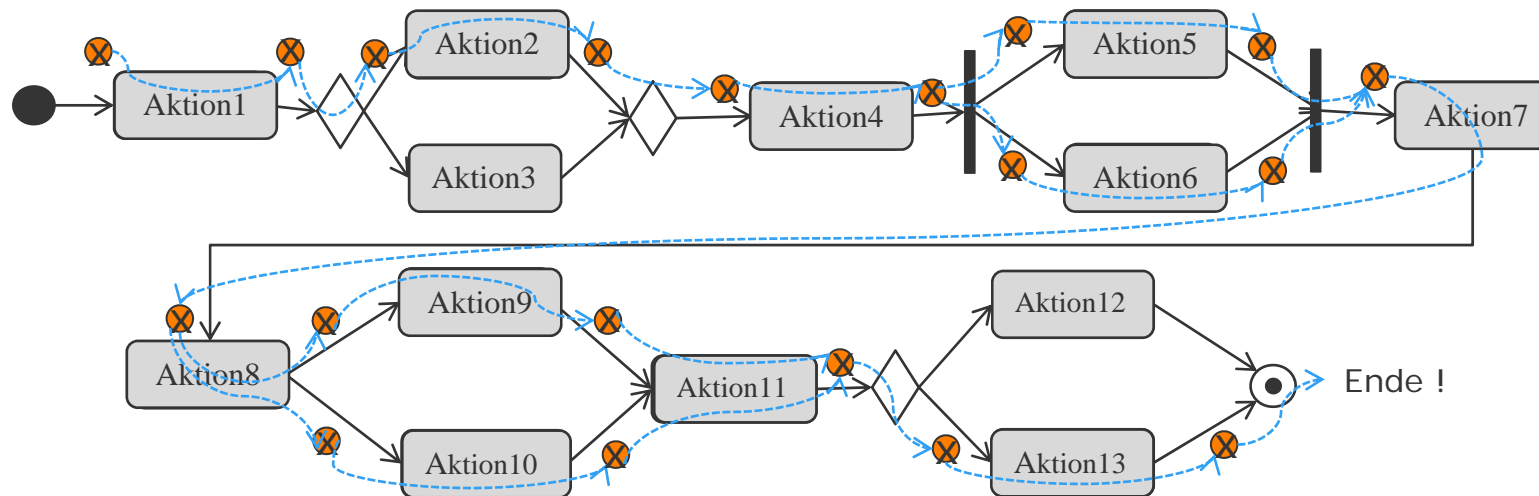 X
X
X
Aktion2
X
X
Aktion5
X
X
Aktion1
X
Aktion4
X
Aktion7
Aktion3
X
Aktion6
X
X
X
Aktion9
X
Aktion12
Aktion8
Aktion11
X
Ende !
X
Aktion10
X
X
Aktion13
X